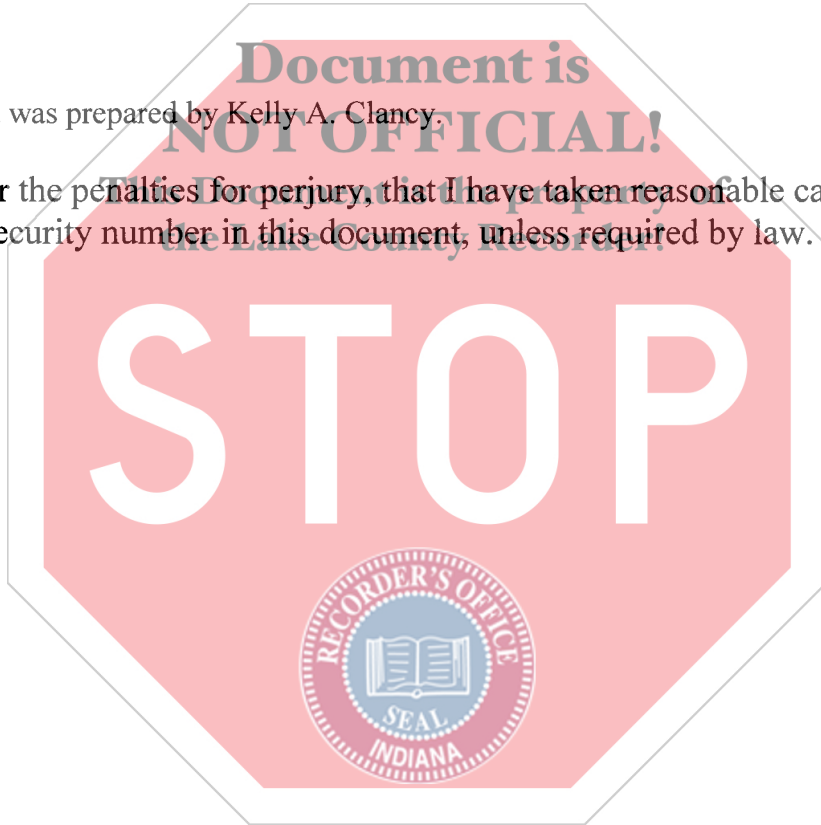 Document is
was prepared by Kelly A. Clancy.
NOT OFFICIAL!
r the penalties for perjury, that I have taken reasonable ca
This Document is the property of
ecurity number in this document, unless required by law.
the Lake County Recorder!
STOP
RECORDER'S OFFICE
SEAL
INDIANA